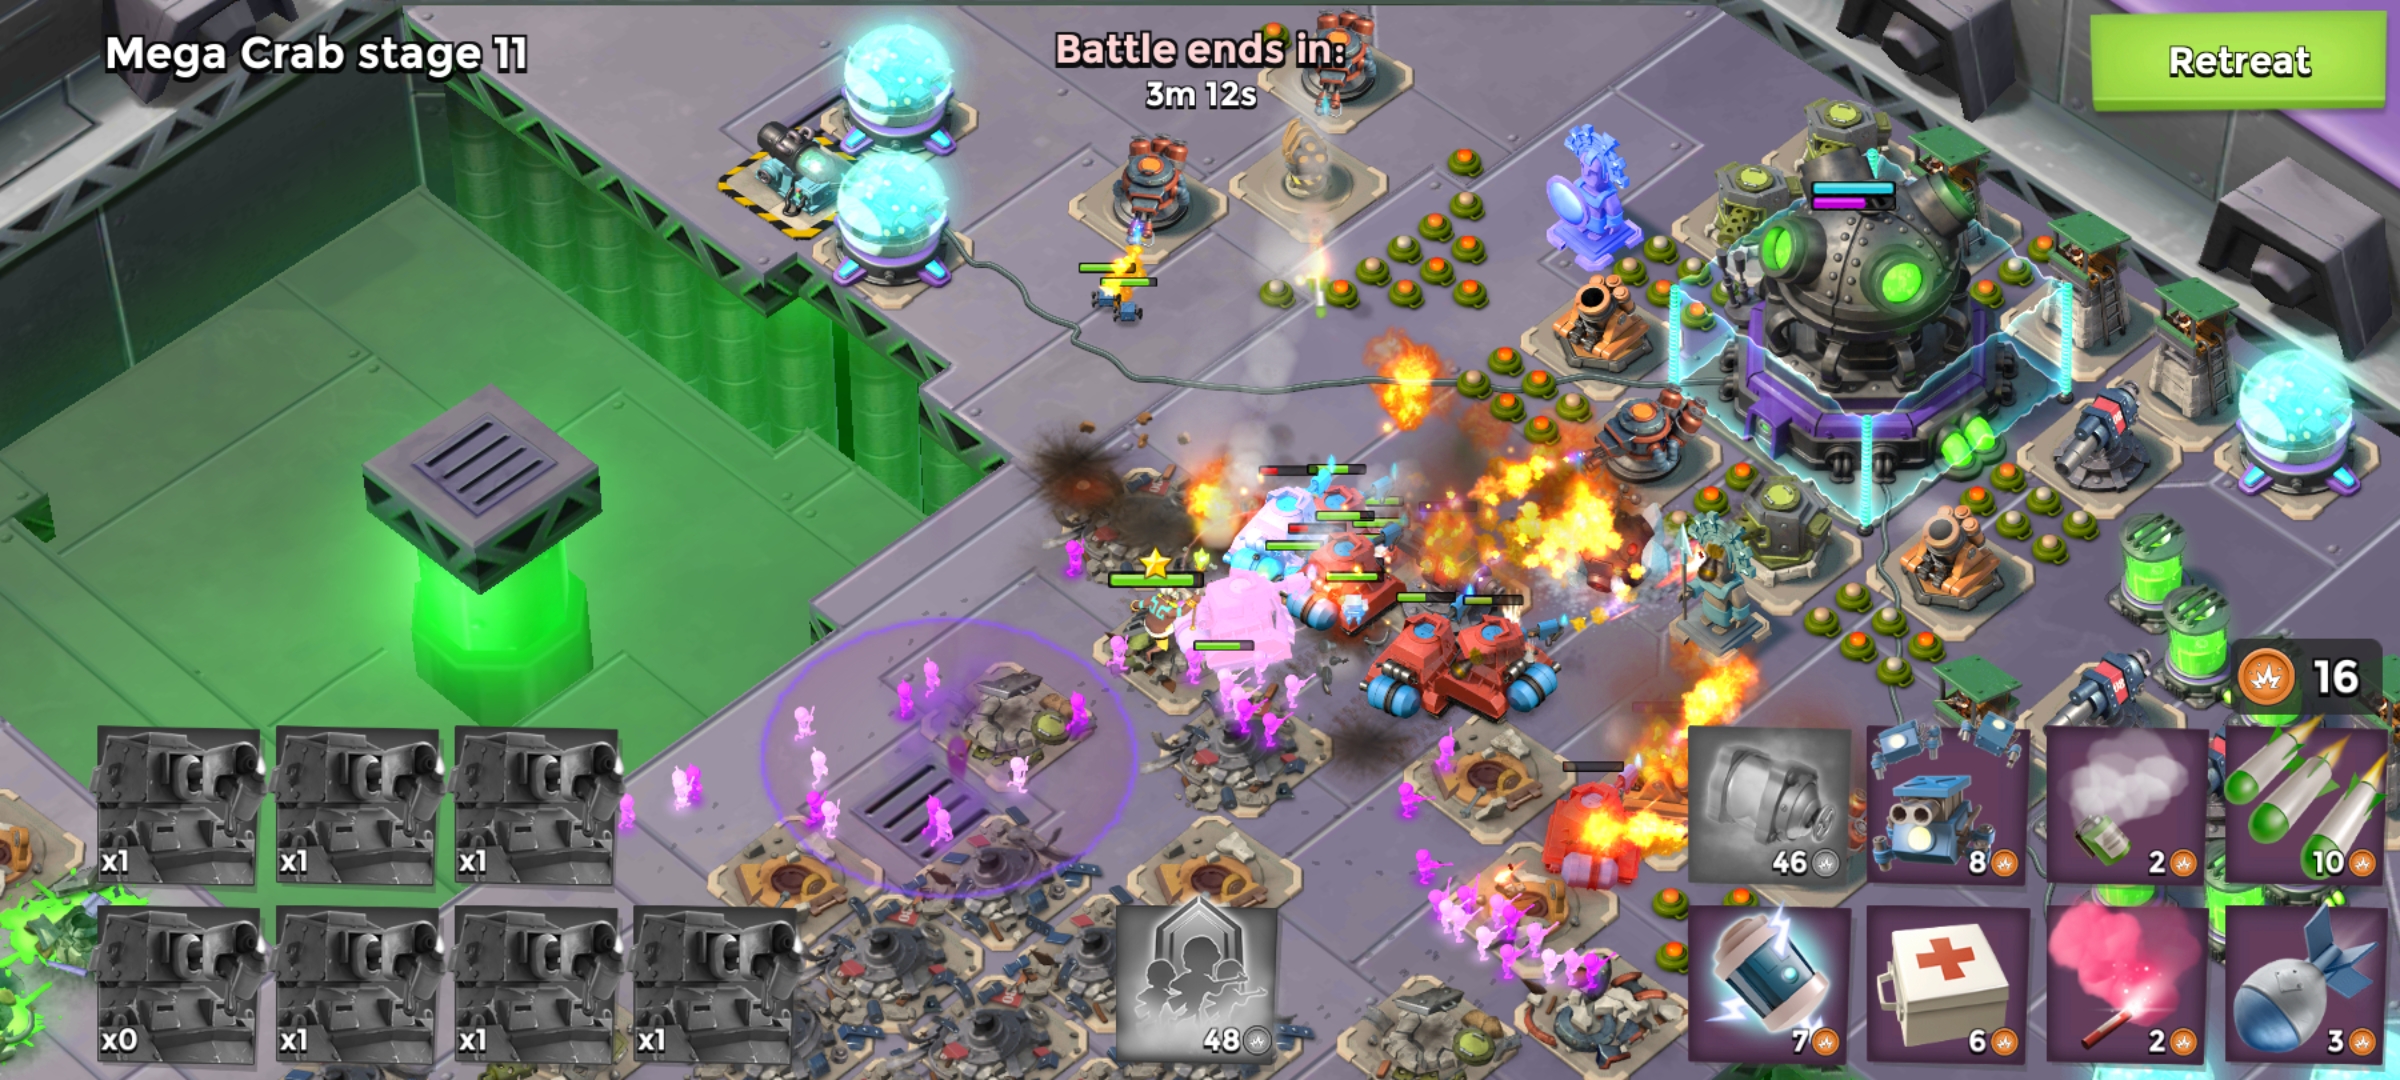 Mega Crab stage 11
Battle ends in:
3m 12s
Retreat
16
x1
x1
x1
46
8
2
10
x0
x1
x1
x1
48
7
6
2
3